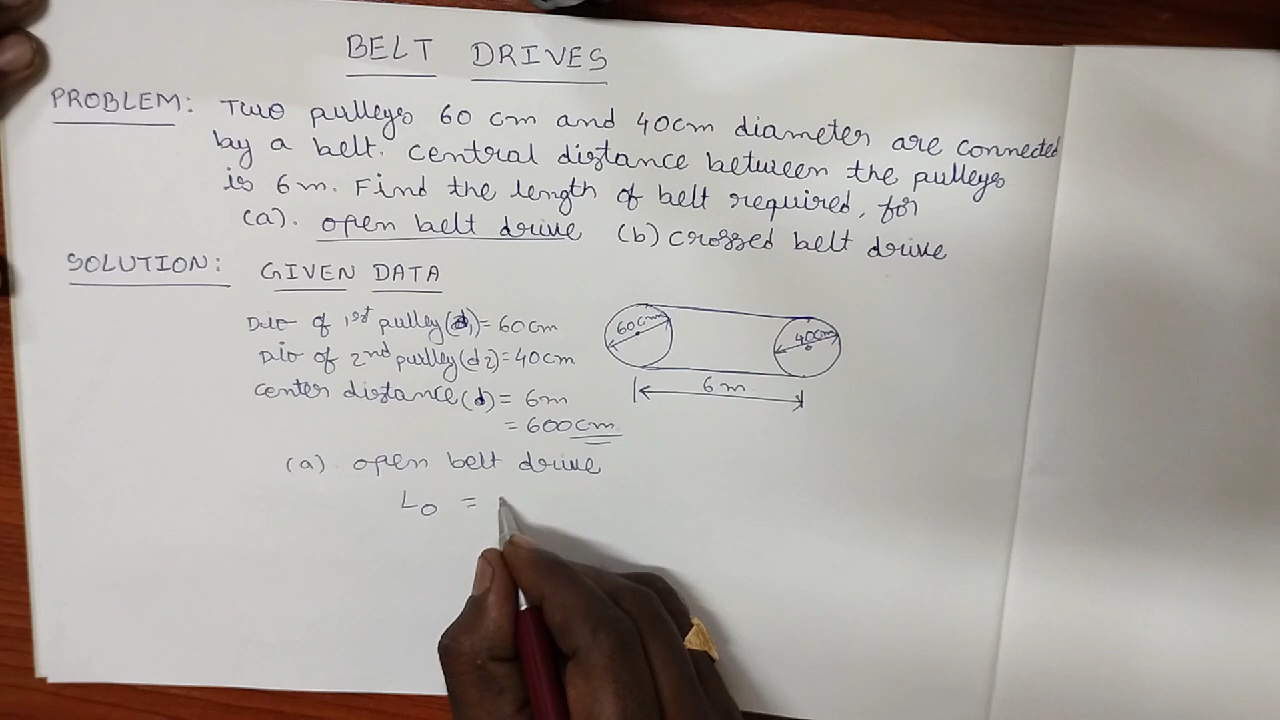 BELT DRIVES
PROBLEM: Two pulleys 60 cm and 40cm diameter are connected
by a belt. central distance between the pulleys
is 6m. Find the length of belt required, for
(a). open belt drive (b) crossed belt drive
SOLUTION: GIVEN DATA
Dia of 1st pulley(d1)=60cm
Dia of 2nd pulley(d2)=40cm
center distance(d) = 6m
= 600cm
60cm
40cm
6m
(a) open belt drive
Lo =